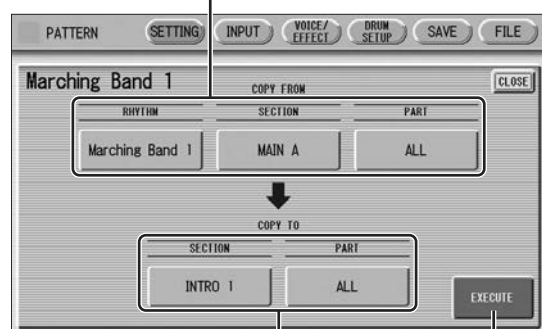 PATTERN SETTING INPUT VOICE/ EFFECT DRUM SETUP SAVE FILE
Marching Band 1 CLOSE
COPY FROM
RHYTHM SECTION PART
Marching Band 1 MAIN A ALL
COPY TO
SECTION PART
INTRO 1 ALL
EXECUTE